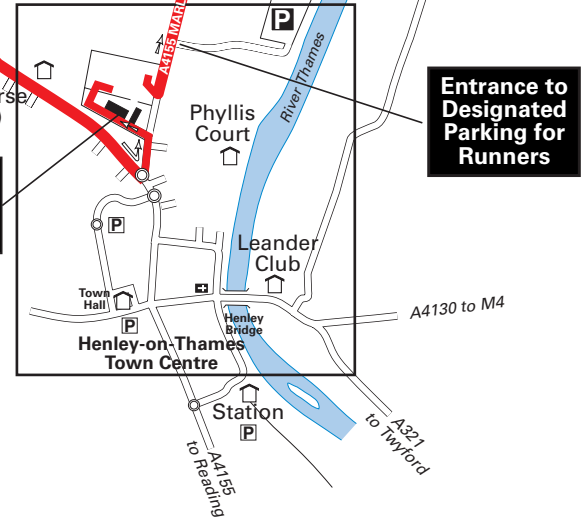 P
A4155 MARL
River Thames
Entrance to
Designated
Parking for
Runners
rse
Phyllis
Court
P
Leander
Club
Town
Hall
P
Henley
Bridge
A4130 to M4
Henley-on-Thames
Town Centre
Station
P
A321
to Twyford
A4155
to Reading